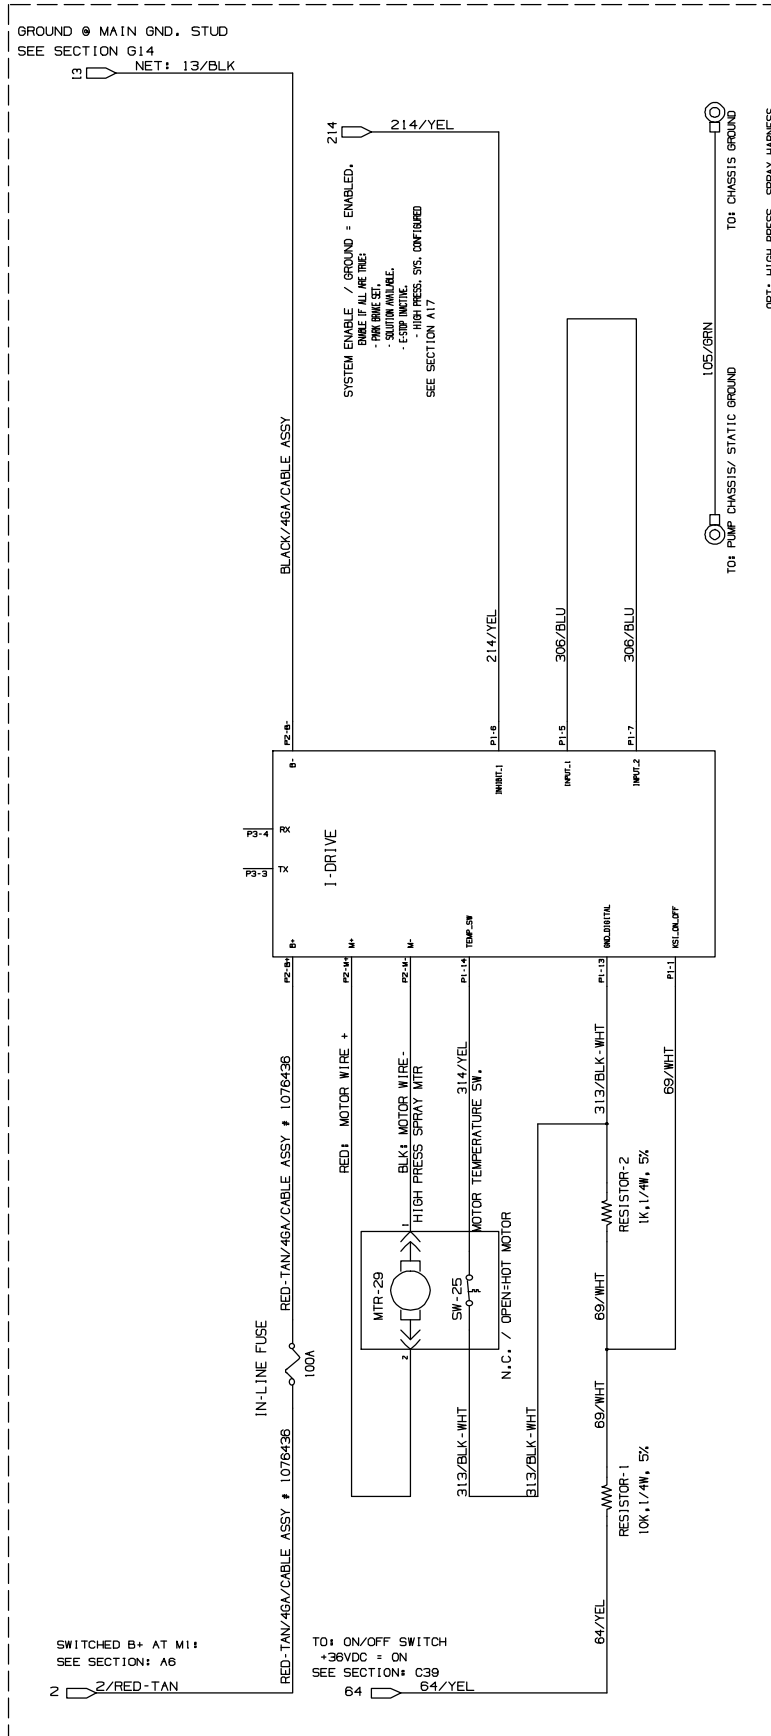 GROUND @ MAIN GND. STUD
SEE SECTION G14
13
NET: 13/BLK
214
214/YEL
SYSTEM ENABLE / GROUND = ENABLED.
ENABLE IF ALL ARE TRUE:
- PARK BRAKE SET.
- SOLUTION AVAILABLE.
- E-STOP INACTIVE.
- HIGH PRESS. SYS. CONFIGURED
SEE SECTION A17
TO: CHASSIS GROUND
105/GRN
TO: PUMP CHASSIS/ STATIC GROUND
OPT: HIGH PRESS. SPRAY HARNESS
BLACK/4GA/CABLE ASSY
214/YEL
306/BLU
306/BLU
P2-B-
P1-6
P1-5
P1-7
B-
INHIBIT_1
INPUT_1
INPUT_2
P3-4
RX
P3-3
TX
I-DRIVE
B+
M+
M-
TEMP_SW
GND_DIGITAL
KSI_ON_OFF
P2-B+
P2-M+
P2-M-
P1-14
P1-13
P1-1
RED-TAN/4GA/CABLE ASSY # 1076436
RED: MOTOR WIRE +
BLK: MOTOR WIRE-
HIGH PRESS SPRAY MTR
314/YEL
MOTOR TEMPERATURE SW.
313/BLK-WHT
69/WHT
1
MTR-29
2
SW-25
N.C. / OPEN=HOT MOTOR
RESISTOR-2
1K,1/4W, 5%
69/WHT
IN-LINE FUSE
100A
69/WHT
313/BLK-WHT
313/BLK-WHT
RESISTOR-1
10K,1/4W, 5%
RED-TAN/4GA/CABLE ASSY # 1076436
64/YEL
SWITCHED B+ AT M1:
SEE SECTION: A6
2
2/RED-TAN
TO: ON/OFF SWITCH
+36VDC = ON
SEE SECTION: C39
64
64/YEL